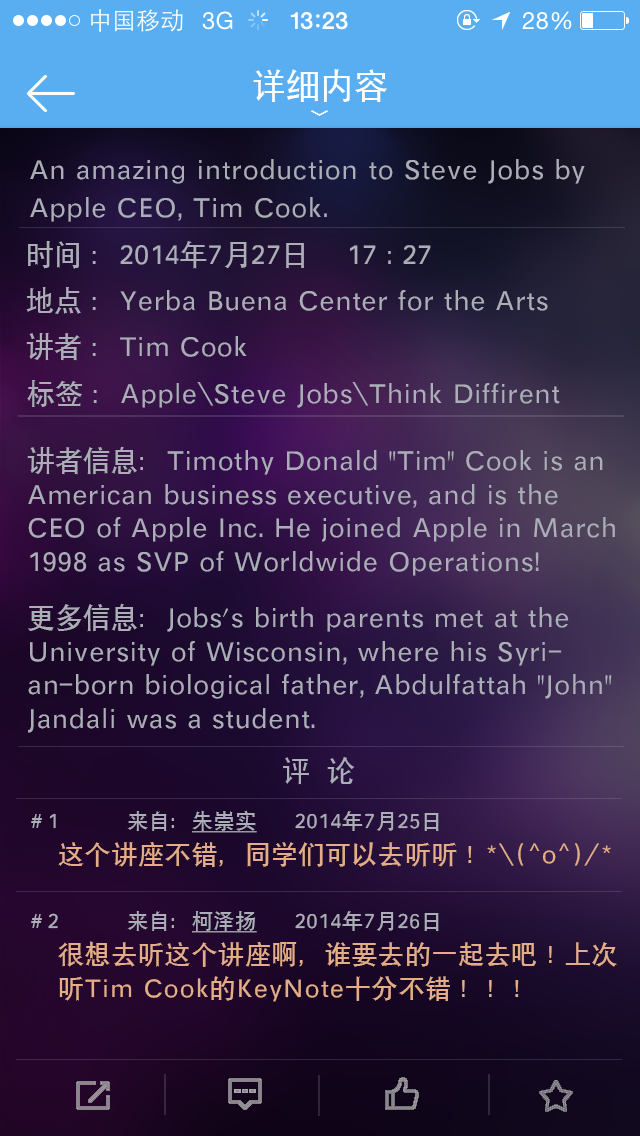 中国移动 3G 13:23 28%
详细内容
An amazing introduction to Steve Jobs by
Apple CEO, Tim Cook.
时间： 2014年7月27日 17：27
地点： Yerba Buena Center for the Arts
讲者： Tim Cook
标签： Apple\Steve Jobs\Think Diffirent
讲者信息: Timothy Donald "Tim" Cook is an
American business executive, and is the
CEO of Apple Inc. He joined Apple in March
1998 as SVP of Worldwide Operations!
更多信息: Jobs's birth parents met at the
University of Wisconsin, where his Syri-
an-born biological father, Abdulfattah "John"
Jandali was a student.
评 论
#1 来自: 朱崇实 2014年7月25日
这个讲座不错，同学们可以去听听！*\(^o^)/*
#2 来自: 柯泽扬 2014年7月26日
很想去听这个讲座啊，谁要去的一起去吧！上次
听Tim Cook的KeyNote十分不错！！！